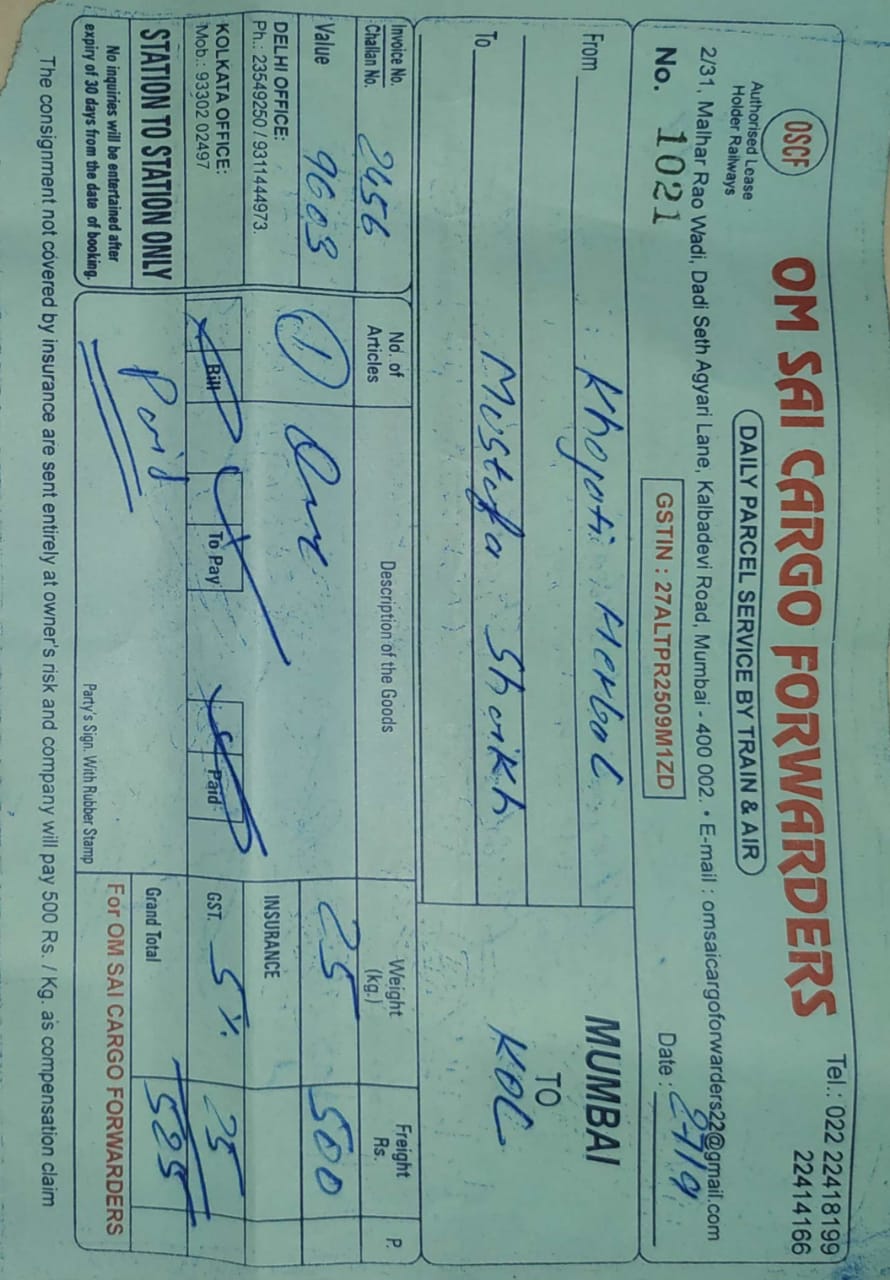 OSCF
OM SAI CARGO FORWARDERS
Tel.: 022 22418199
22414166
Authorised Lease
Holder Railways
DAILY PARCEL SERVICE BY TRAIN & AIR
2/31, Malhar Rao Wadi, Dadi Seth Agyari Lane, Kalbadevi Road, Mumbai - 400 002. • E-mail : omsaicargoforwarders22@gmail.com
No. 1021
GSTIN : 27ALTPR2509M1ZD
Date : 27/9
From Khojati Herbal
MUMBAI
TO
KOL
To Mustufa Shaikh
Invoice No.
Challan No. 2456
No. of
Articles
Description of the Goods
Weight
(kg.)
Freight
Rs. P.
Value 9603
1 One
25 500
DELHI OFFICE:
Ph.: 23549250 / 9311444973.
INSURANCE
KOLKATA OFFICE:
Mob.: 93302 02497
Bill To Pay Paid
GST. 5% 25
STATION TO STATION ONLY
Paid
Grand Total 525
No inquiries will be entertained after
expiry of 30 days from the date of booking.
Party's Sign. With Rubber Stamp
For OM SAI CARGO FORWARDERS
The consignment not covered by insurance are sent entirely at owner's risk and company will pay 500 Rs. / Kg. as compensation claim